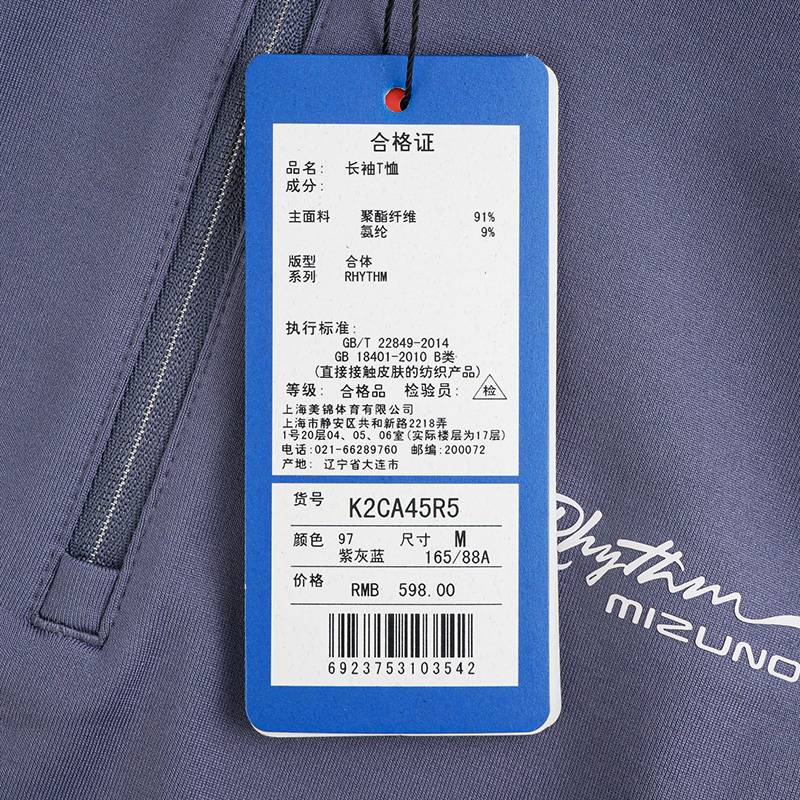 合格证
品名: 长袖T恤
成分:
主面料 聚酯纤维 91%
氨纶 9%
版型 合体
系列 RHYTHM
执行标准:
GB/T 22849-2014
GB 18401-2010 B类
(直接接触皮肤的纺织产品)
等级: 合格品 检验员: 检
上海美锦体育有限公司
上海市静安区共和新路2218弄
1号20层04、05、06室(实际楼层为17层)
电话:021-66289760 邮编:200072
产地: 辽宁省大连市
货号 K2CA45R5
颜色 97 尺寸 M
紫灰蓝 165/88A
价格 RMB 598.00
6923753103542
Rhythm
MIZUNO